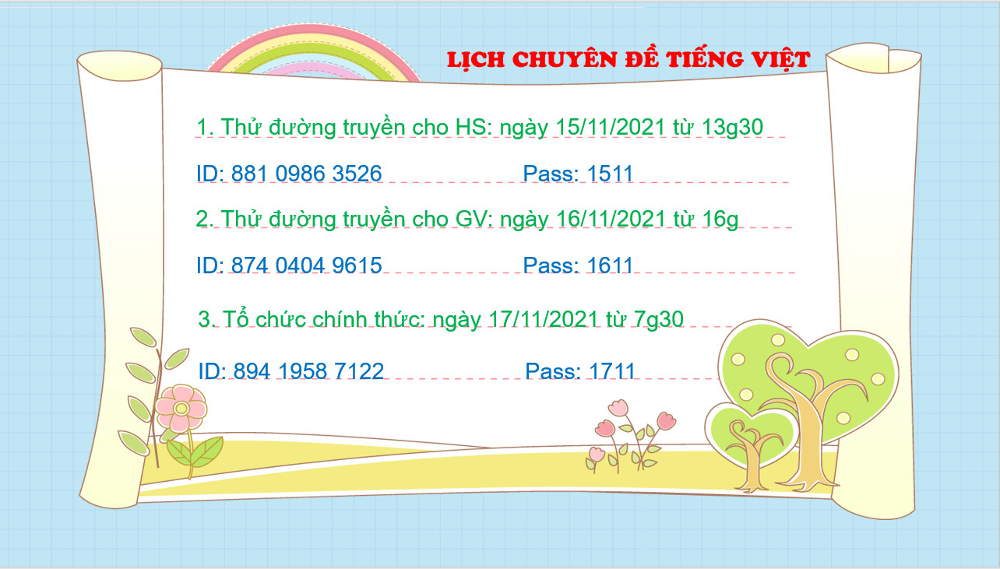 LỊCH CHUYÊN ĐỀ TIẾNG VIỆT
1. Thử đường truyền cho HS: ngày 15/11/2021 từ 13g30
ID: 881 0986 3526 Pass: 1511
2. Thử đường truyền cho GV: ngày 16/11/2021 từ 16g
ID: 874 0404 9615 Pass: 1611
3. Tổ chức chính thức: ngày 17/11/2021 từ 7g30
ID: 894 1958 7122 Pass: 1711